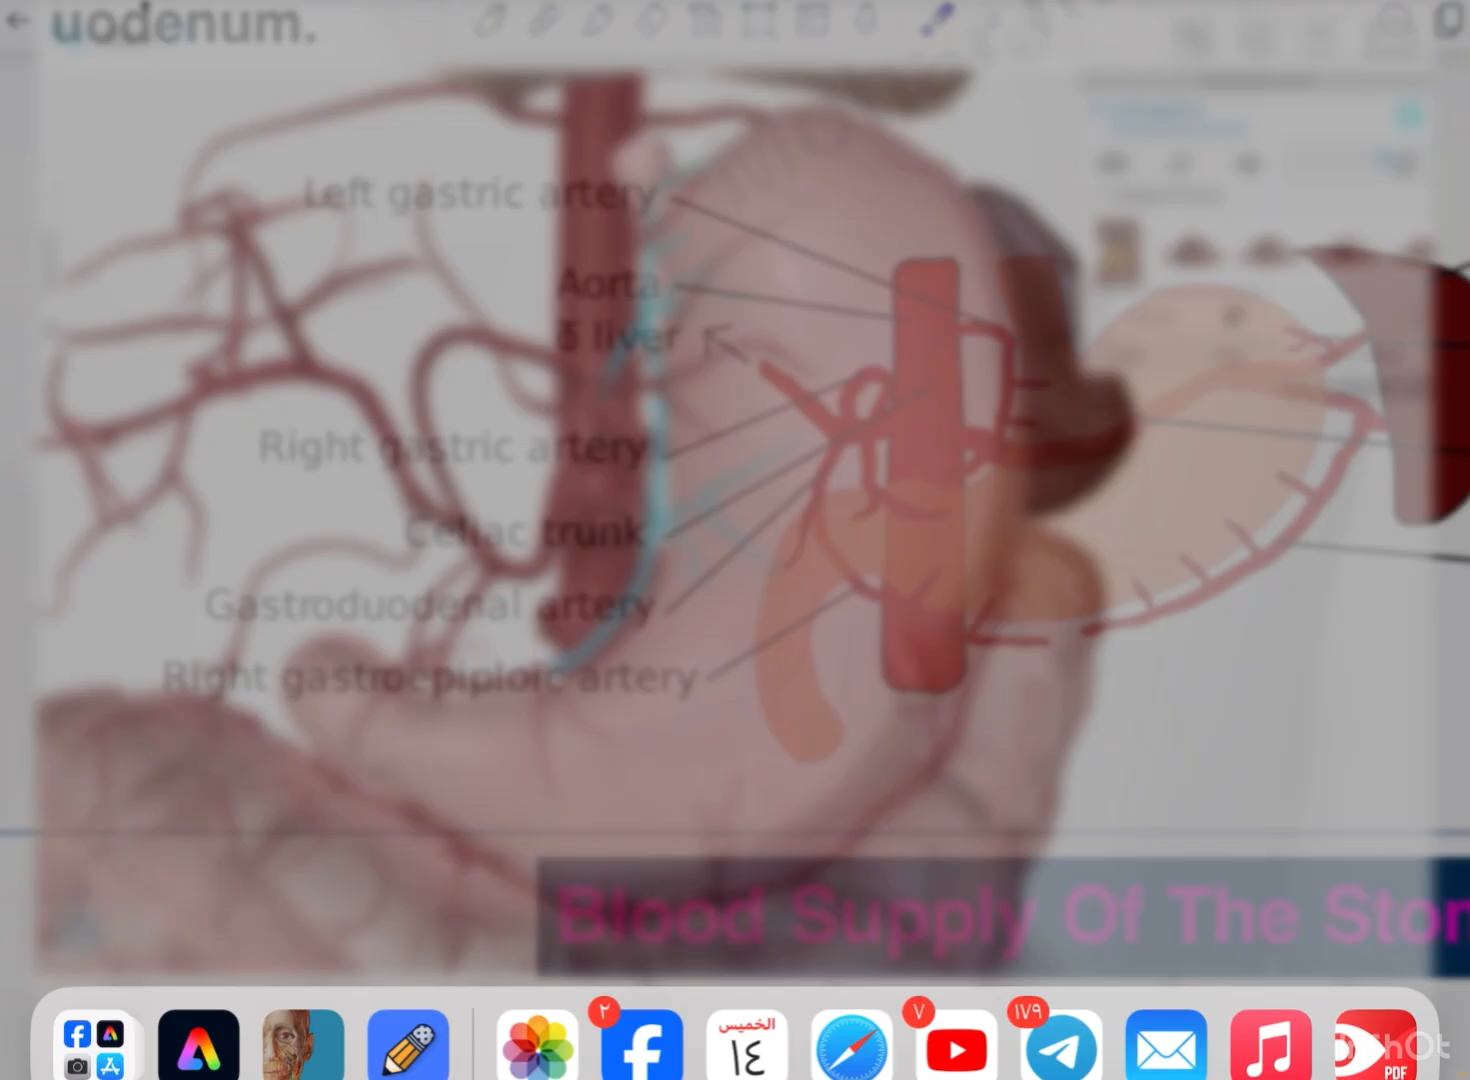 uodenum.
Left gastric artery
Aorta
δ liver
Right gastric artery
Celiac trunk
Gastroduodenal artery
Right gastroepiploic artery
Blood Supply Of The Stom
٢
الخميس
١٤
٧
١٧٩
PDF